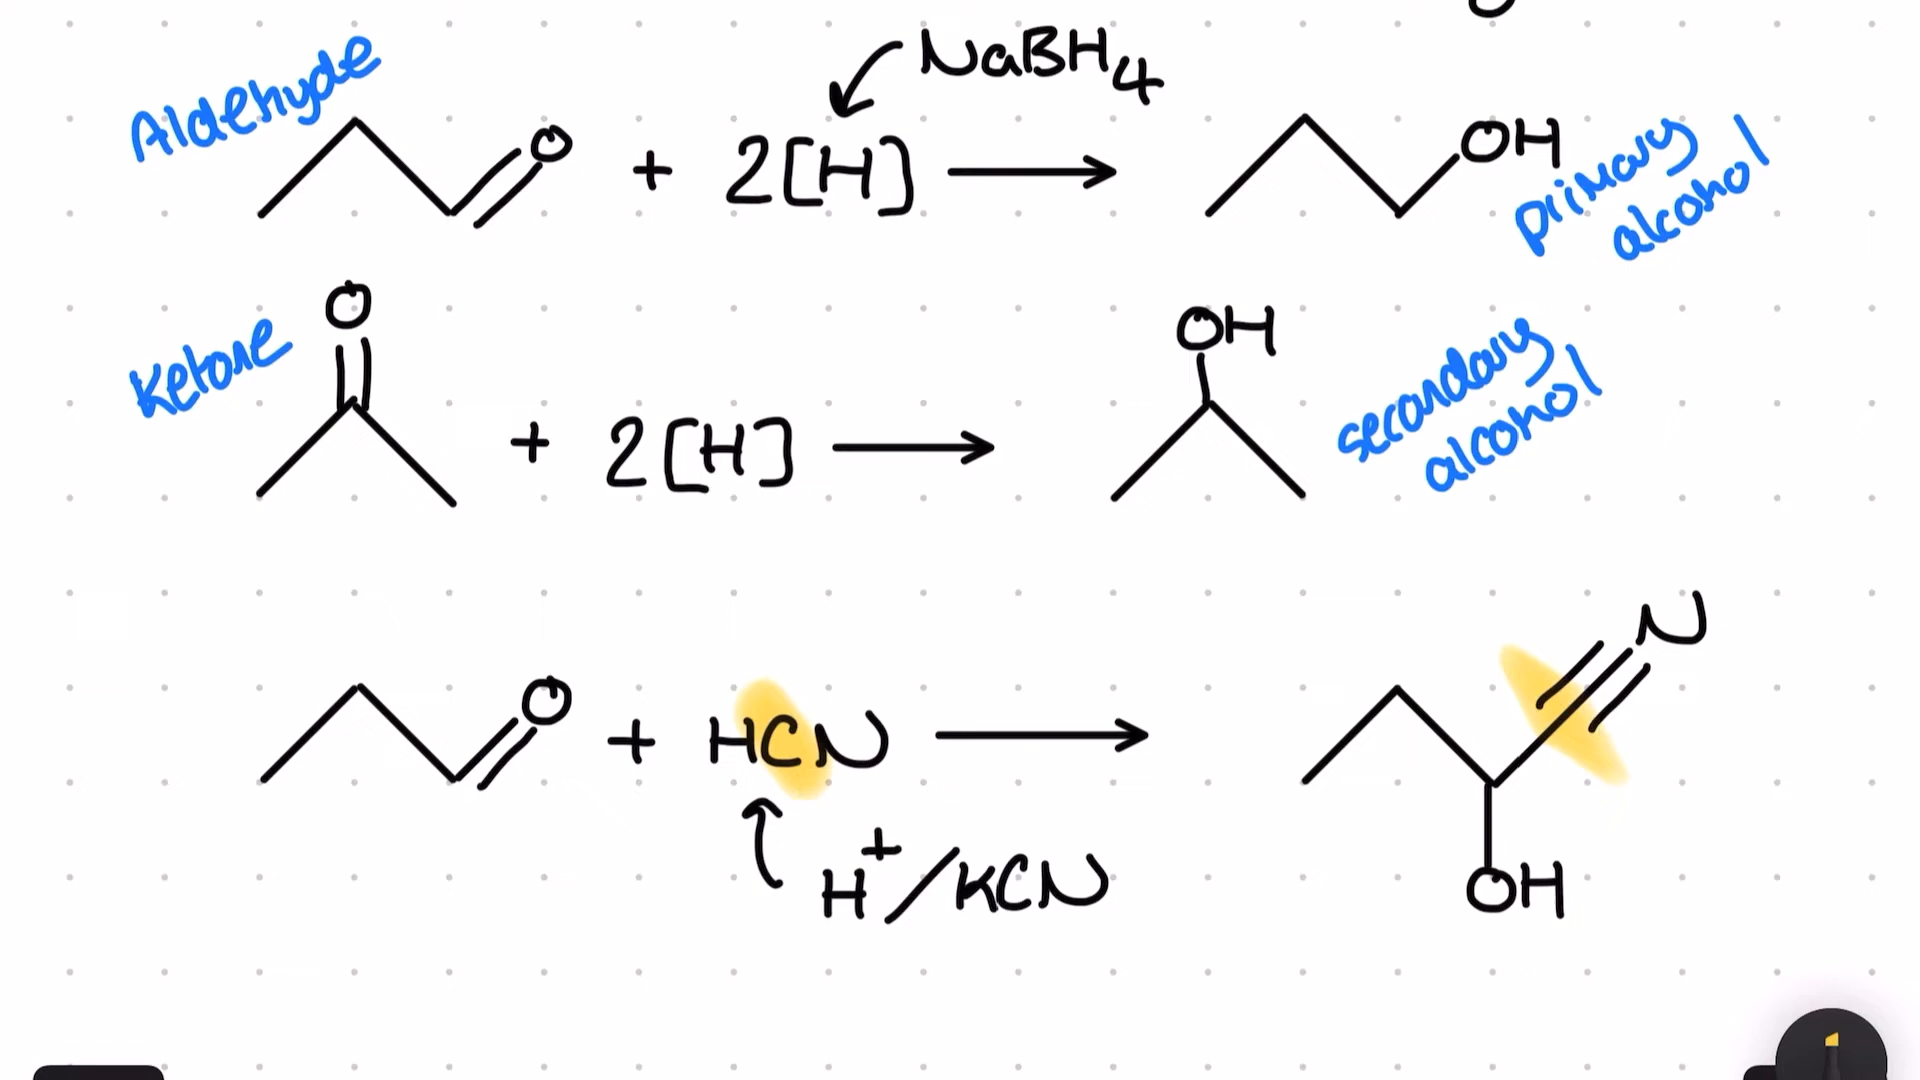 NaBH4
Aldehyde
O + 2[H] → OH
primary
alcohol
Ketone
O
OH
+ 2[H] →
secondary
alcohol
N
O + HCN →
H+/KCN
OH